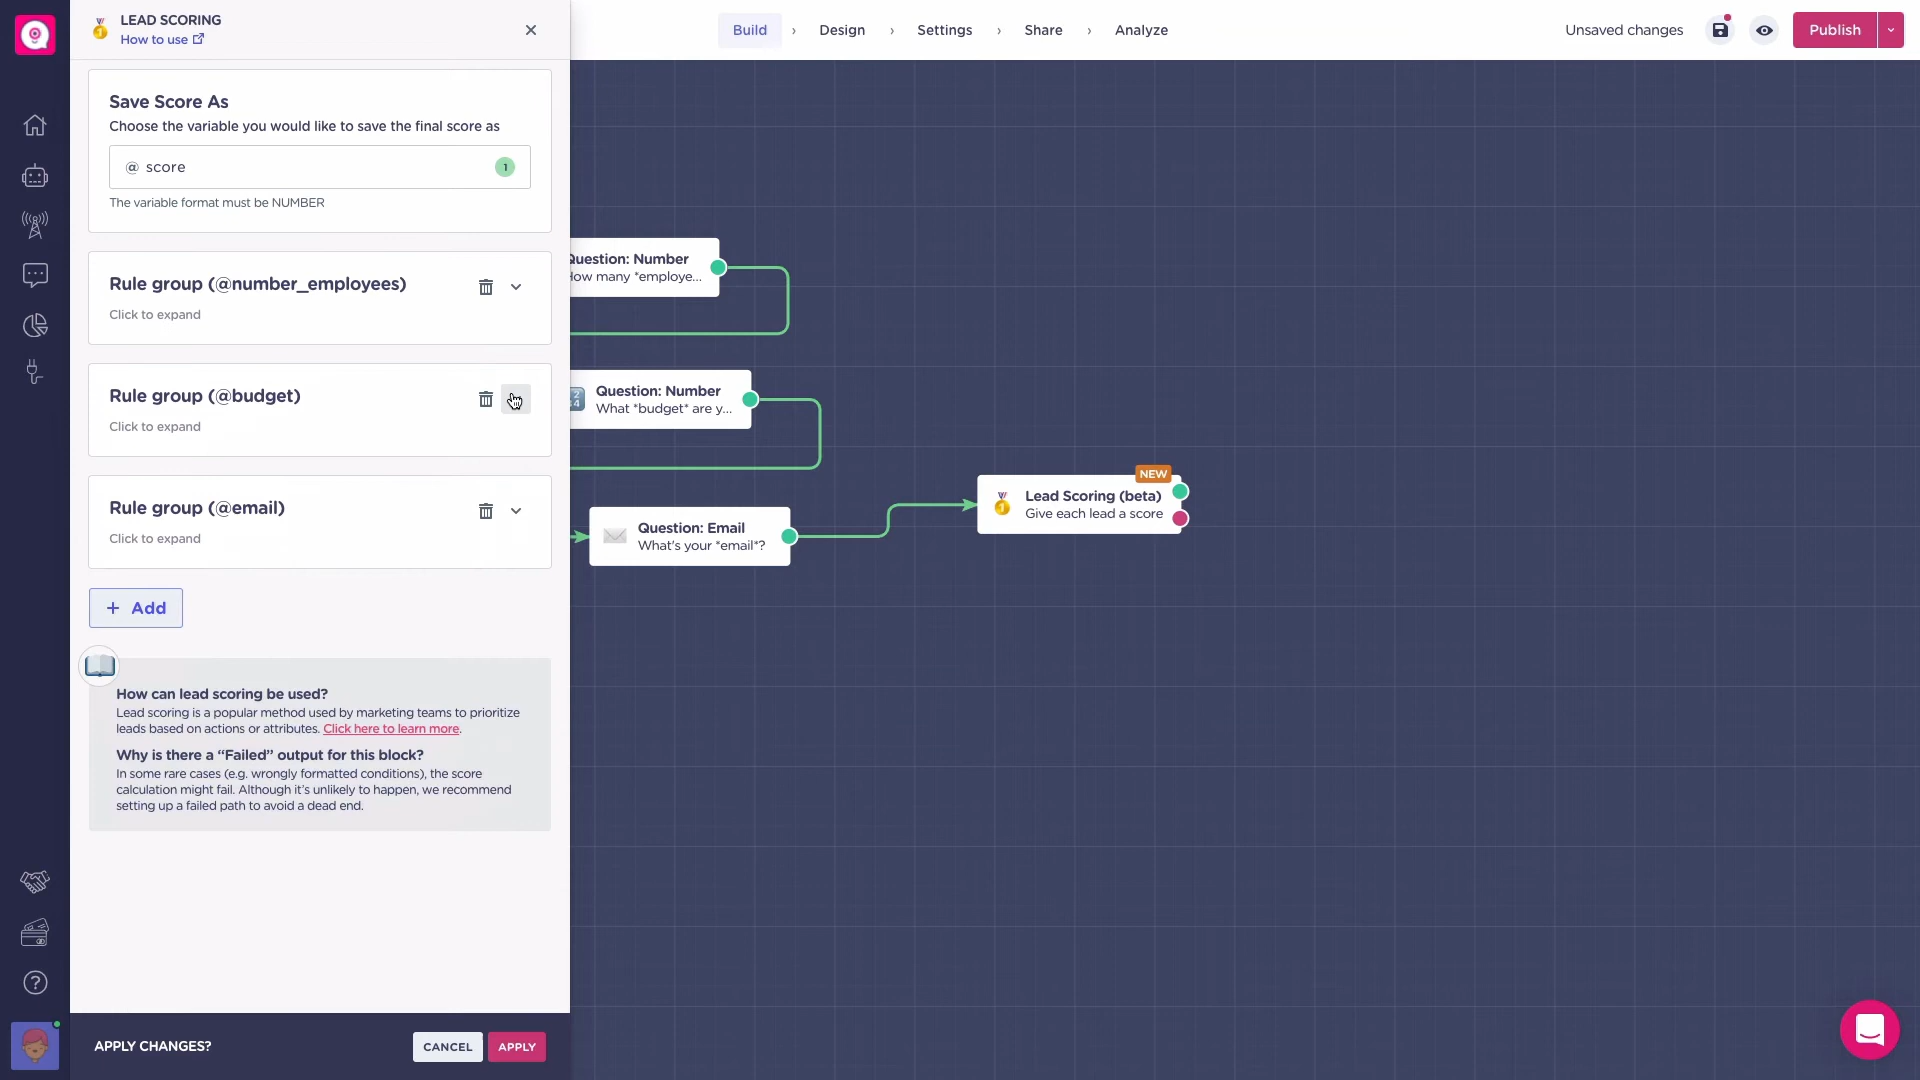 LEAD SCORING
How to use
Build
Design
Settings
Share
Analyze
Unsaved changes
Publish
Save Score As
Choose the variable you would like to save the final score as
@ score
1
The variable format must be NUMBER
Rule group (@number_employees)
Click to expand
Rule group (@budget)
Click to expand
Rule group (@email)
Click to expand
+ Add
How can lead scoring be used?
Lead scoring is a popular method used by marketing teams to prioritize
leads based on actions or attributes. Click here to learn more.
Why is there a “Failed” output for this block?
In some rare cases (e.g. wrongly formatted conditions), the score
calculation might fail. Although it’s unlikely to happen, we recommend
setting up a failed path to avoid a dead end.
APPLY CHANGES?
CANCEL
APPLY
Question: Number
How many *employe...
Question: Number
What *budget* are y...
Question: Email
What's your *email*?
NEW
Lead Scoring (beta)
Give each lead a score